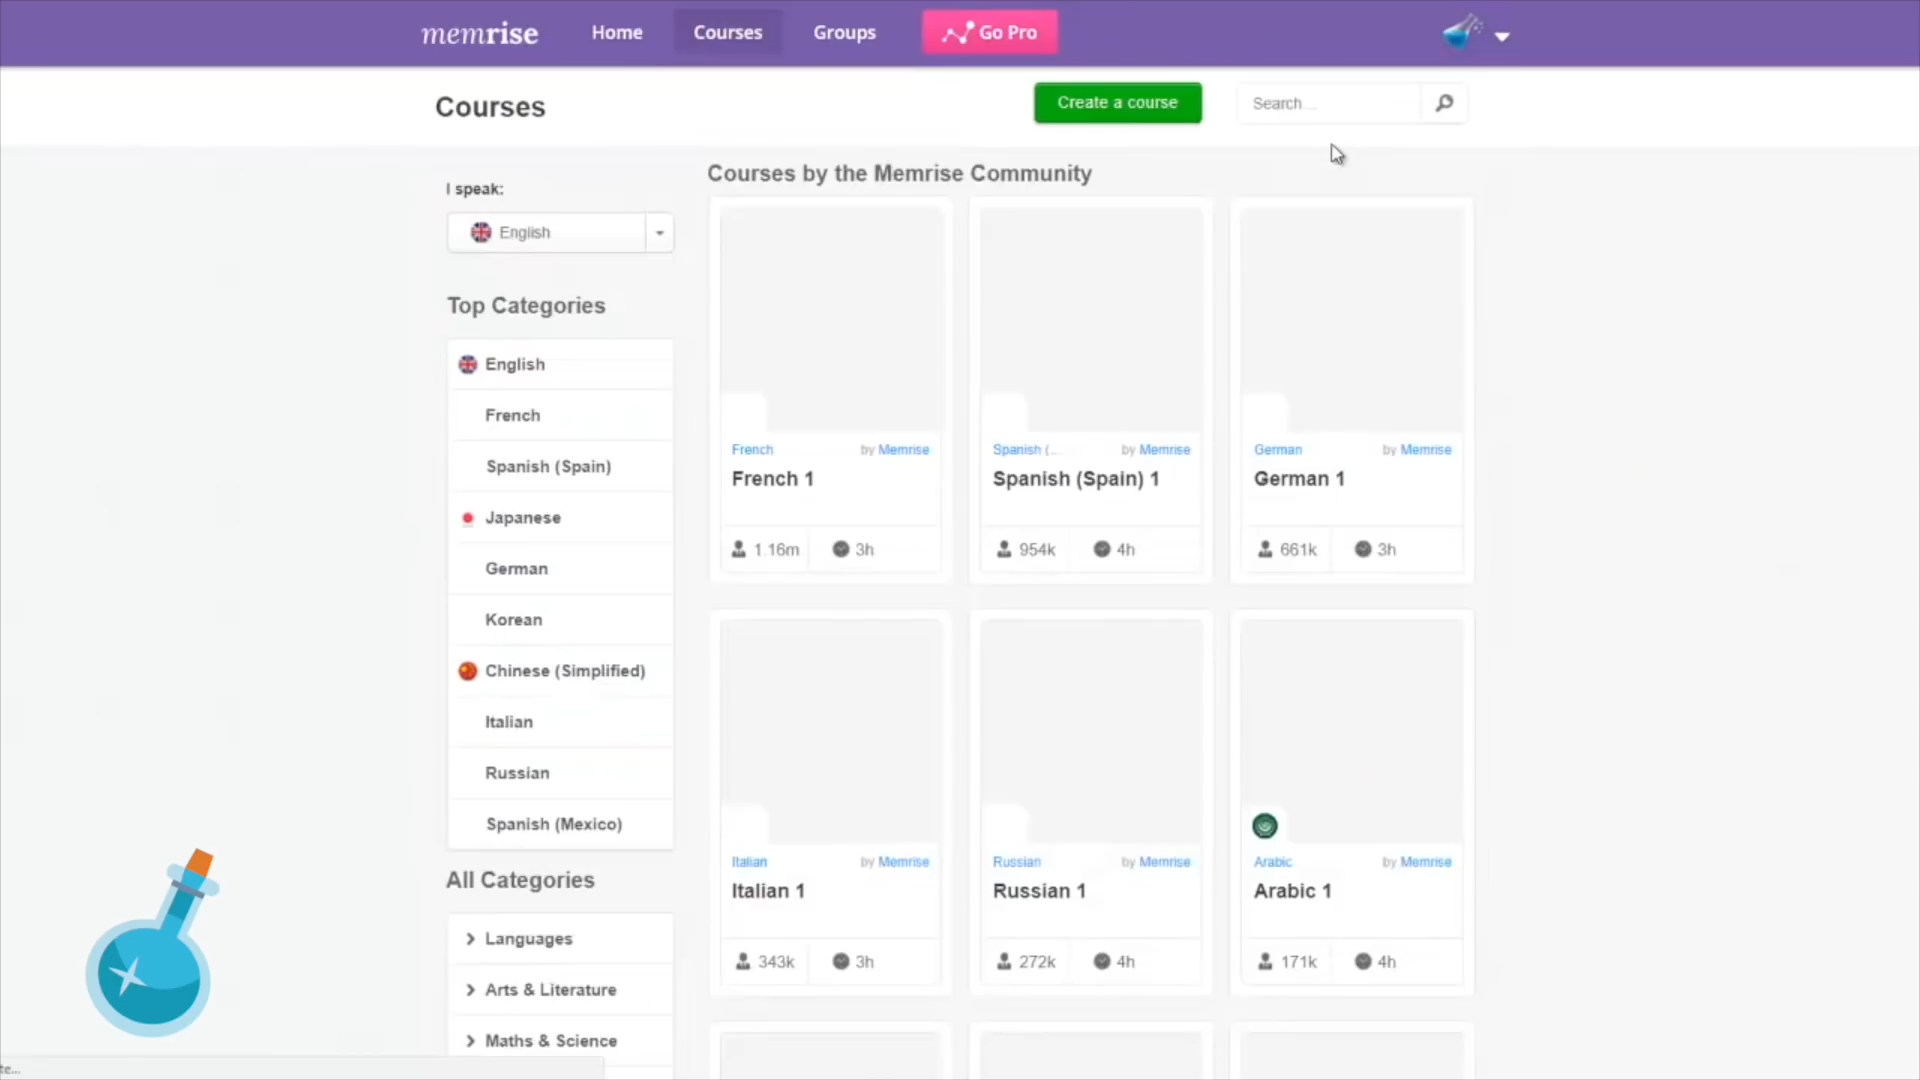 memrise
Home
Courses
Groups
Go Pro
Courses
Create a course
Search...
I speak:
English
Top Categories
English
French
Spanish (Spain)
Japanese
German
Korean
Chinese (Simplified)
Italian
Russian
Spanish (Mexico)
All Categories
Languages
Arts & Literature
Maths & Science
Courses by the Memrise Community
French by Memrise
French 1
1.16m 3h
Spanish (... by Memrise
Spanish (Spain) 1
954k 4h
German by Memrise
German 1
661k 3h
Italian by Memrise
Italian 1
343k 3h
Russian by Memrise
Russian 1
272k 4h
Arabic by Memrise
Arabic 1
171k 4h
te...